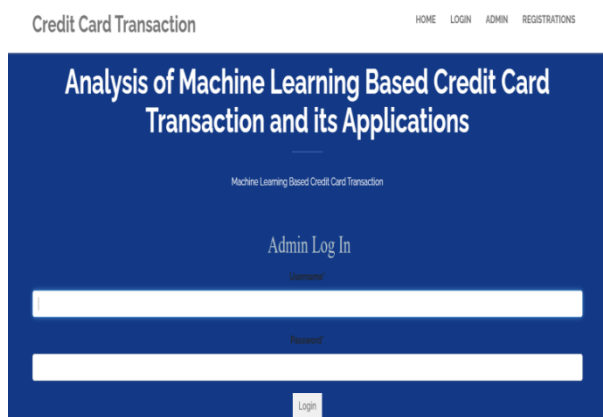 Credit Card Transaction
HOME LOGIN ADMIN REGISTRATIONS
Analysis of Machine Learning Based Credit Card
Transaction and its Applications
Machine Learning Based Credit Card Transaction
Admin Log In
Username*
Password*
Login